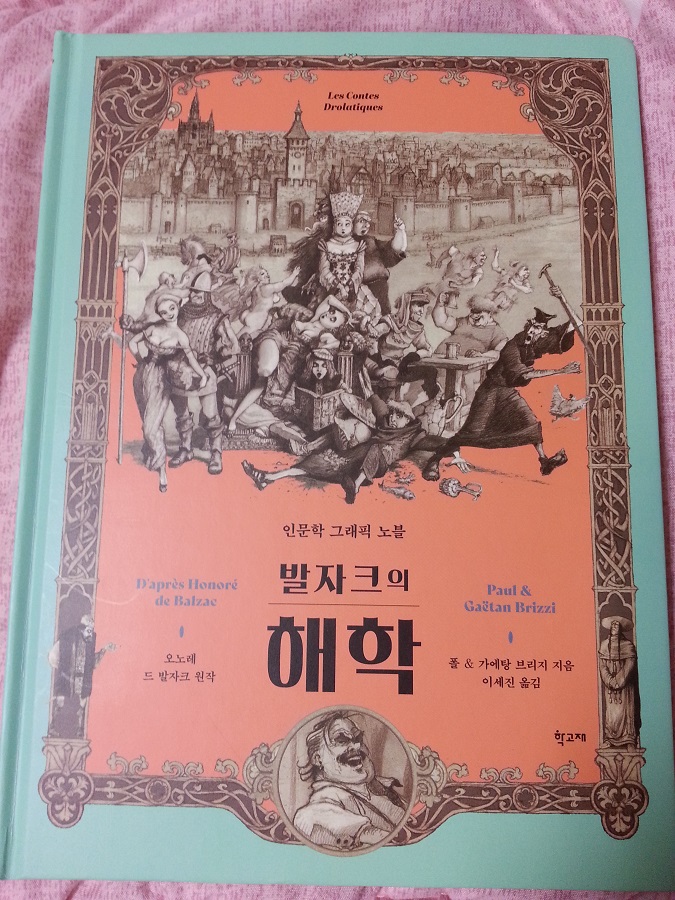 Les Contes
Drolatiques
인문학 그래픽 노블
발자크의
해학
D'après Honoré
de Balzac
오노레
드 발자크 원작
Paul &
Gaëtan Brizzi
폴 & 가에탕 브리지 지음
이세진 옮김
학고재